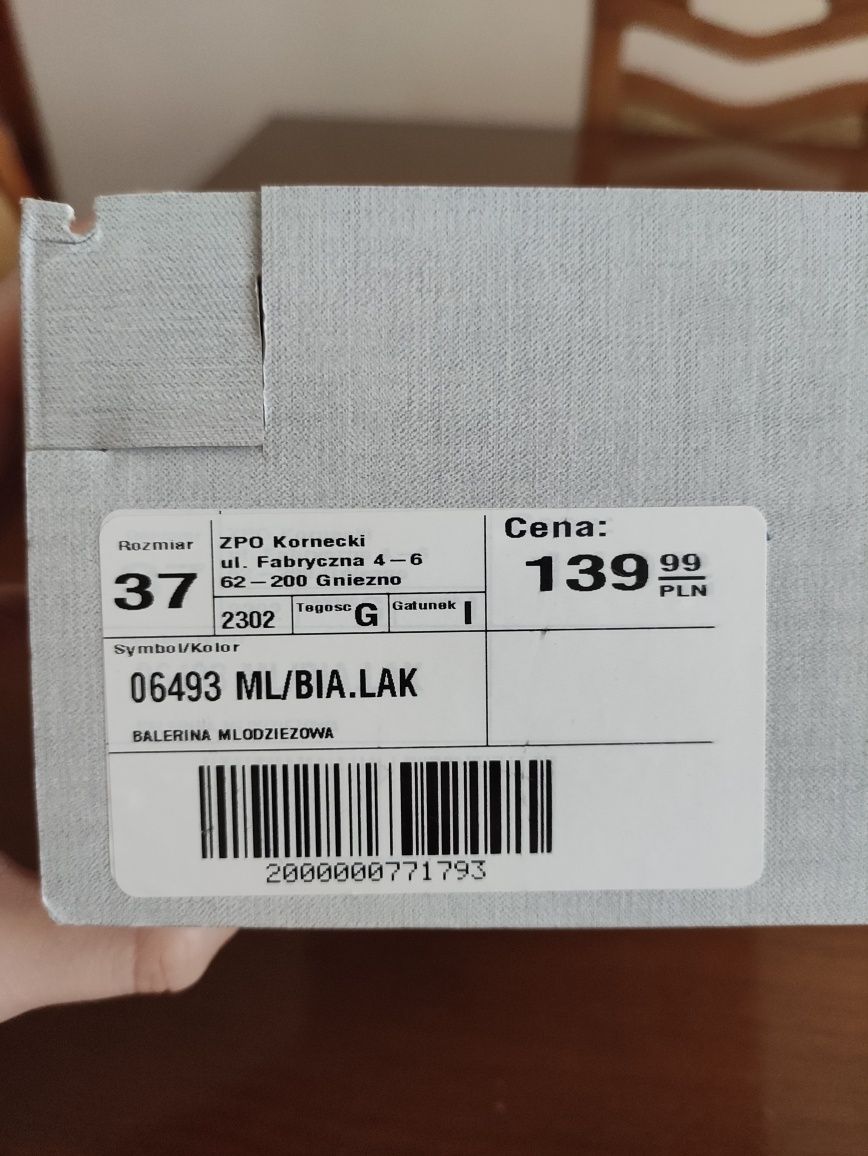 Rozmiar
37
ZPO Kornecki
ul. Fabryczna 4-6
62-200 Gniezno
2302
Tegosc G
Gatunek I
Cena:
139 99
PLN
Symbol/Kolor
06493 ML/BIA.LAK
BALERINA MLODZIEZOWA
2000000771793